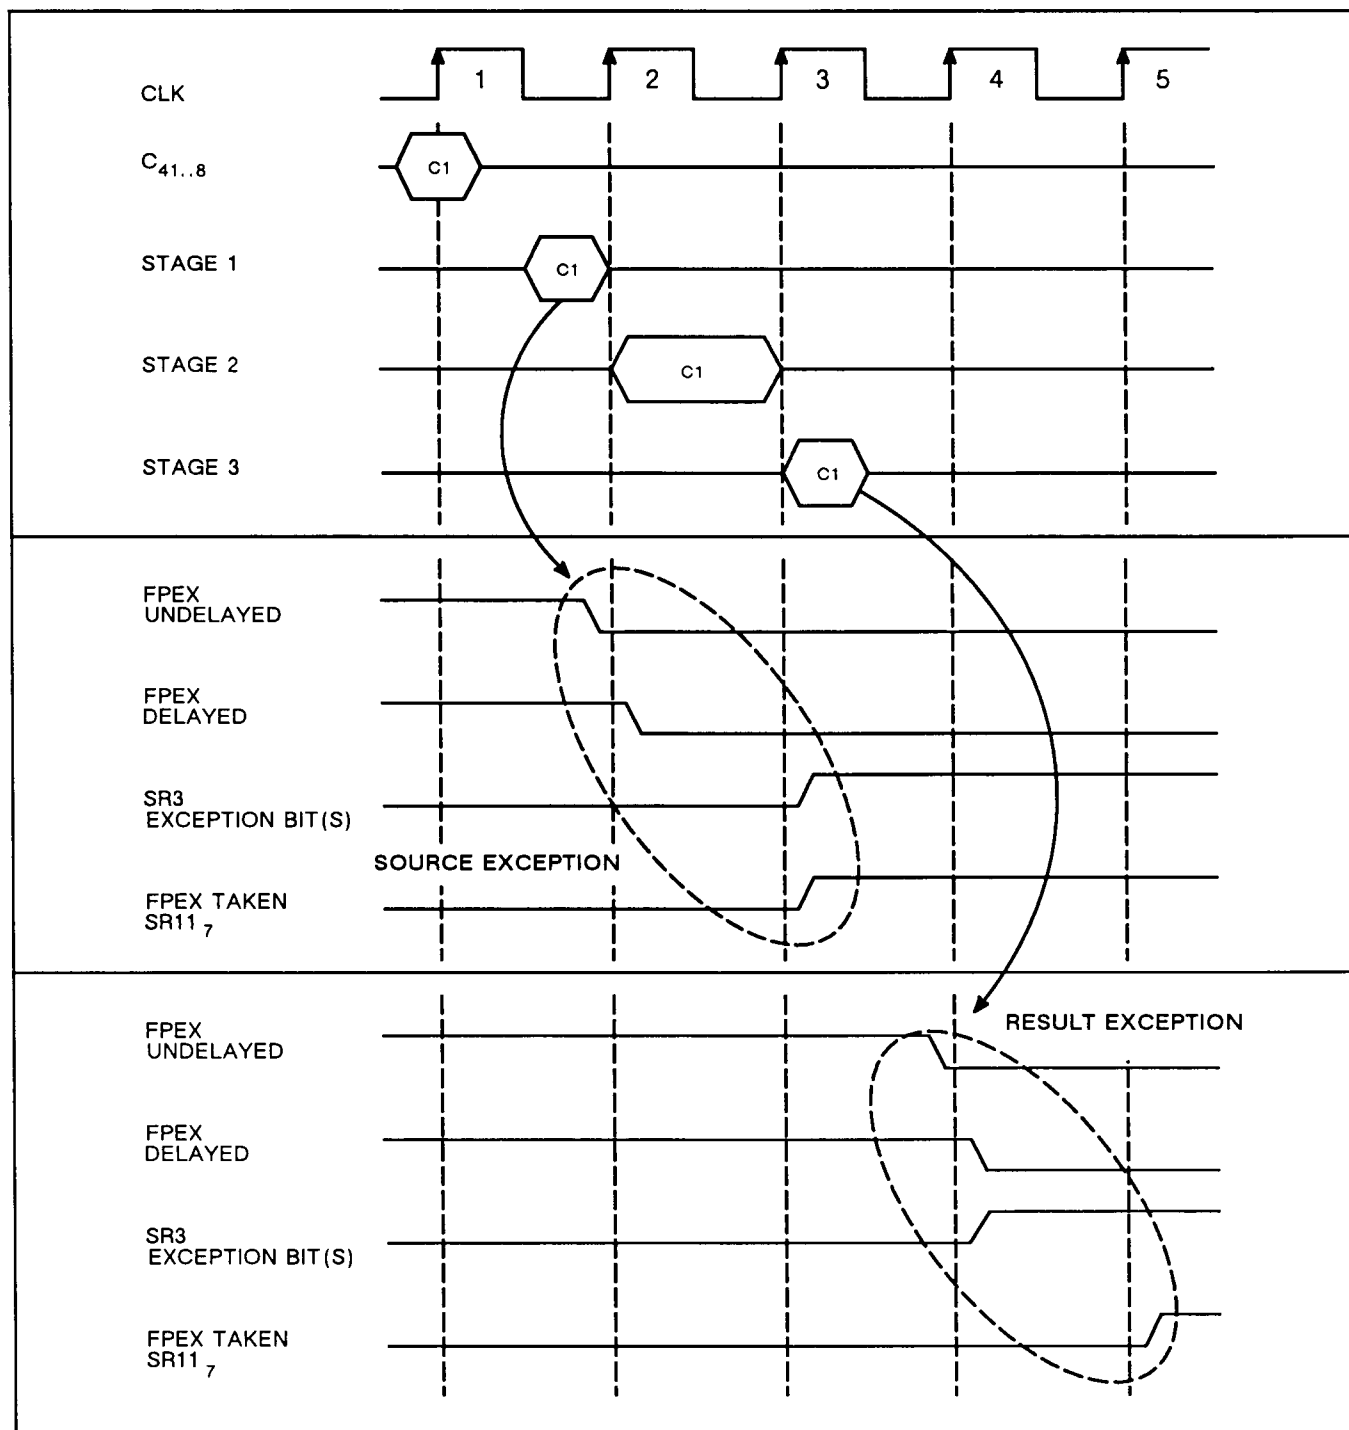 1 2 3 4 5
CLK
C41..8
C1
STAGE 1
C1
STAGE 2
C1
STAGE 3
C1
FPEX
UNDELAYED
FPEX
DELAYED
SR3
EXCEPTION BIT(S)
SOURCE EXCEPTION
FPEX TAKEN
SR11 7
FPEX
UNDELAYED
RESULT EXCEPTION
FPEX
DELAYED
SR3
EXCEPTION BIT(S)
FPEX TAKEN
SR11 7